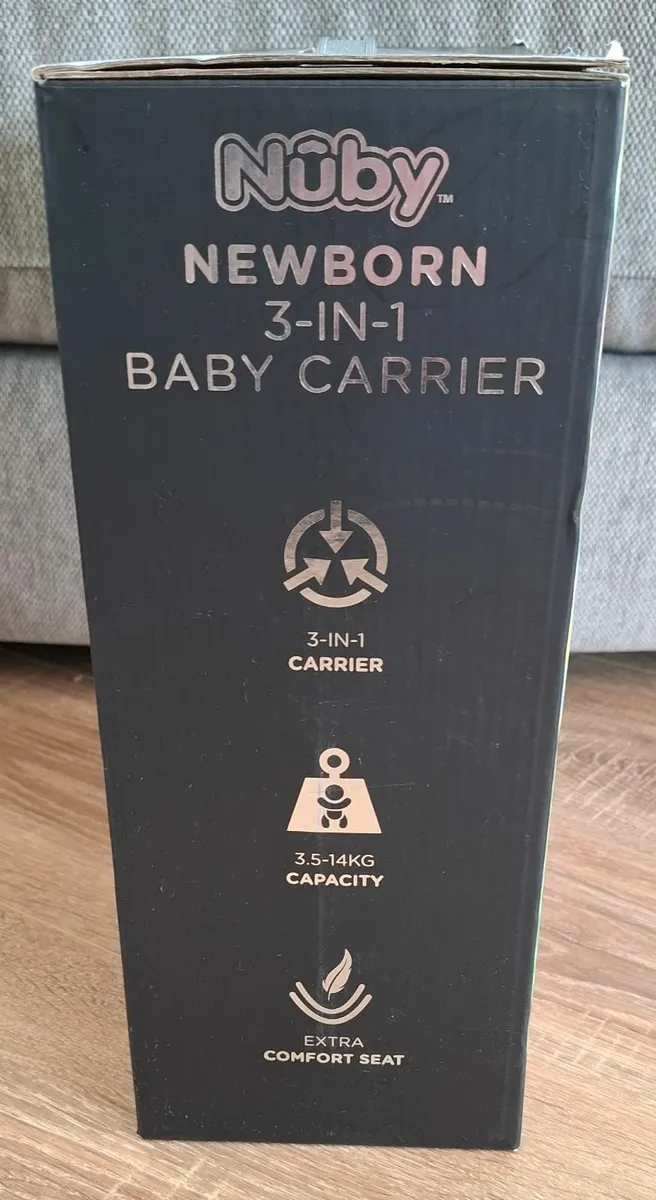 Nûby™
NEWBORN
3-IN-1
BABY CARRIER
3-IN-1
CARRIER
3.5-14KG
CAPACITY
EXTRA
COMFORT SEAT